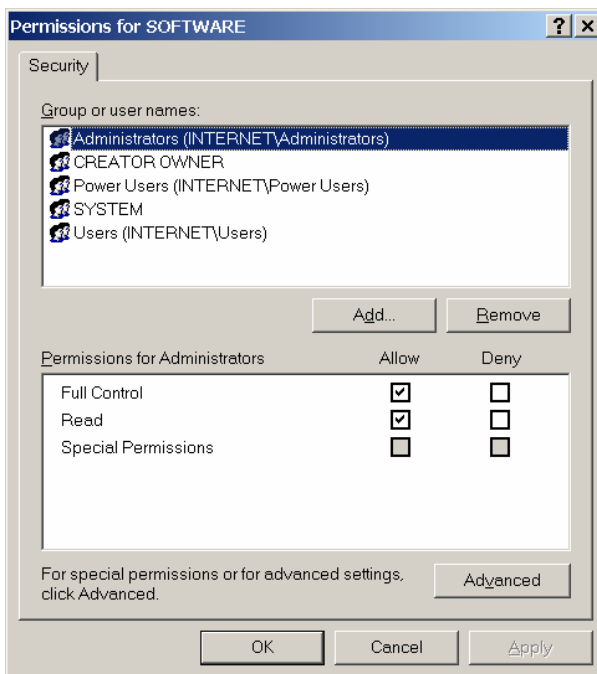 Permissions for SOFTWARE
Security
Group or user names:
Administrators (INTERNET\Administrators)
CREATOR OWNER
Power Users (INTERNET\Power Users)
SYSTEM
Users (INTERNET\Users)
Add... Remove
Permissions for Administrators Allow Deny
Full Control
Read
Special Permissions
For special permissions or for advanced settings,
click Advanced.
Advanced
OK Cancel Apply